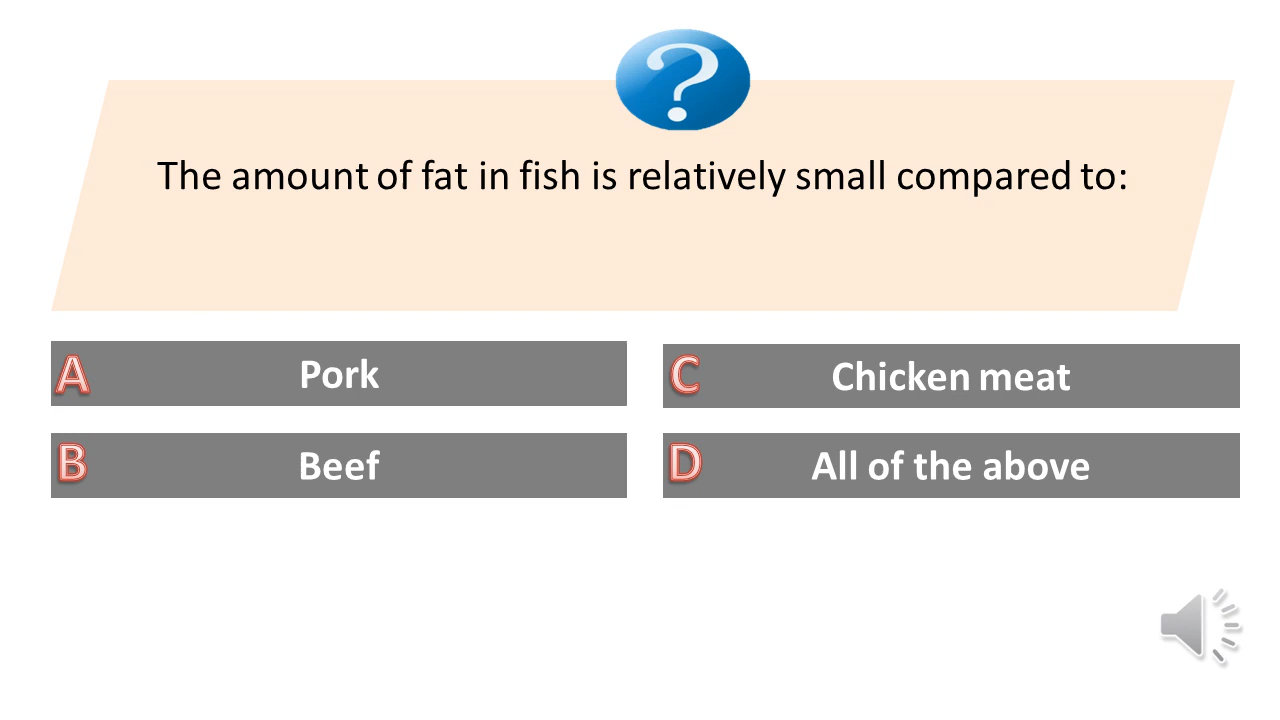 ?
The amount of fat in fish is relatively small compared to:
A Pork
C Chicken meat
B Beef
D All of the above